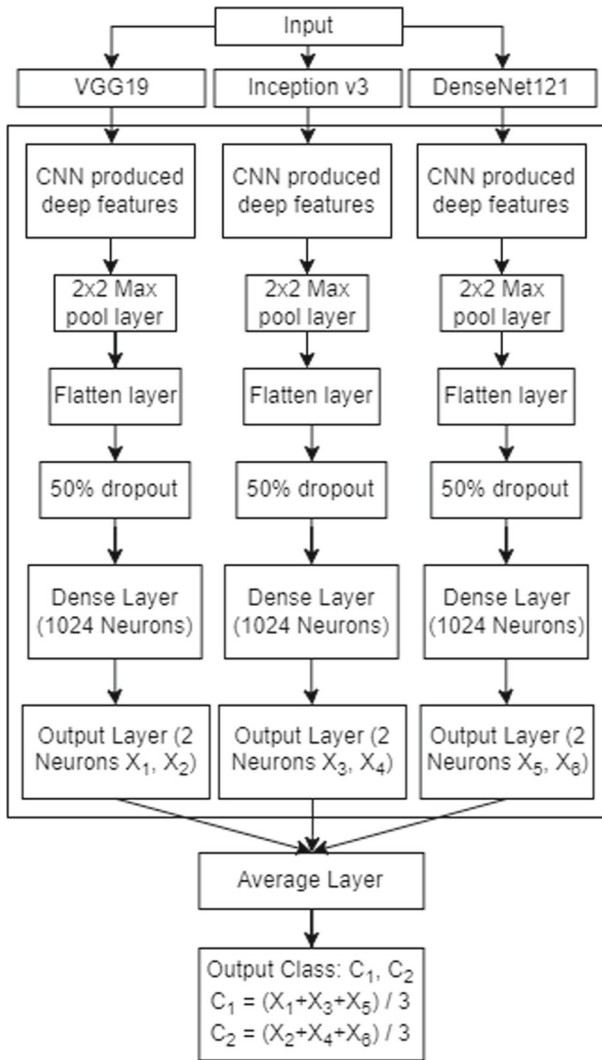 Input
VGG19
Inception v3
DenseNet121
CNN produced
deep features
CNN produced
deep features
CNN produced
deep features
2x2 Max
pool layer
2x2 Max
pool layer
2x2 Max
pool layer
Flatten layer
Flatten layer
Flatten layer
50% dropout
50% dropout
50% dropout
Dense Layer
(1024 Neurons)
Dense Layer
(1024 Neurons)
Dense Layer
(1024 Neurons)
Output Layer (2
Neurons X₁, X₂)
Output Layer (2
Neurons X₃, X₄)
Output Layer (2
Neurons X₅, X₆)
Average Layer
Output Class: C₁, C₂
C₁ = (X₁+X₃+X₅) / 3
C₂ = (X₂+X₄+X₆) / 3